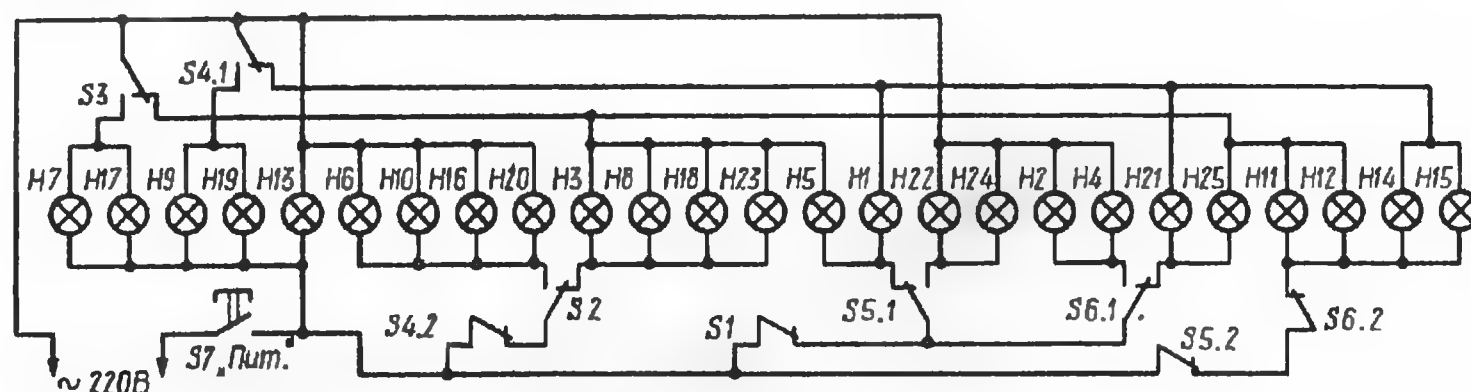 S3
S4.1
H7 H17 H9 H19 H13 H6 H10 H16 H20 H3 H8 H18 H23 H5 H1 H22 H24 H2 H4 H21 H25 H11 H12 H14 H15
S7 „Пит."
S4.2
S2
S1
S5.1
S6.1
S5.2
S6.2
~ 220В